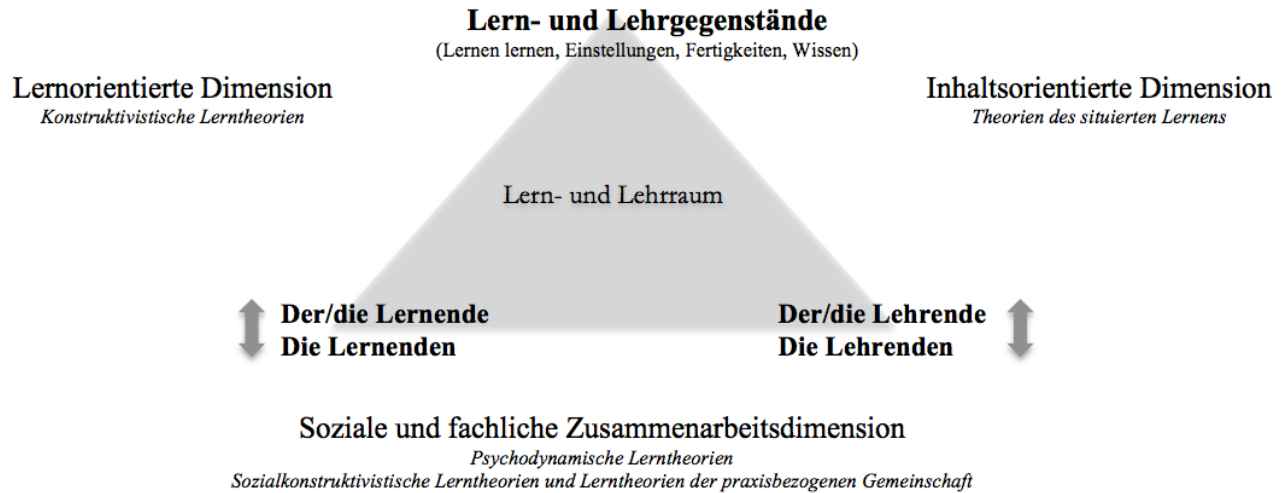 Lern- und Lehrgegenstände
(Lernen lernen, Einstellungen, Fertigkeiten, Wissen)
Lernorientierte Dimension
Konstruktivistische Lerntheorien
Inhaltsorientierte Dimension
Theorien des situierten Lernens
Lern- und Lehrraum
Der/die Lernende
Die Lernenden
Der/die Lehrende
Die Lehrenden
Soziale und fachliche Zusammenarbeitsdimension
Psychodynamische Lerntheorien
Sozialkonstruktivistische Lerntheorien und Lerntheorien der praxisbezogenen Gemeinschaft